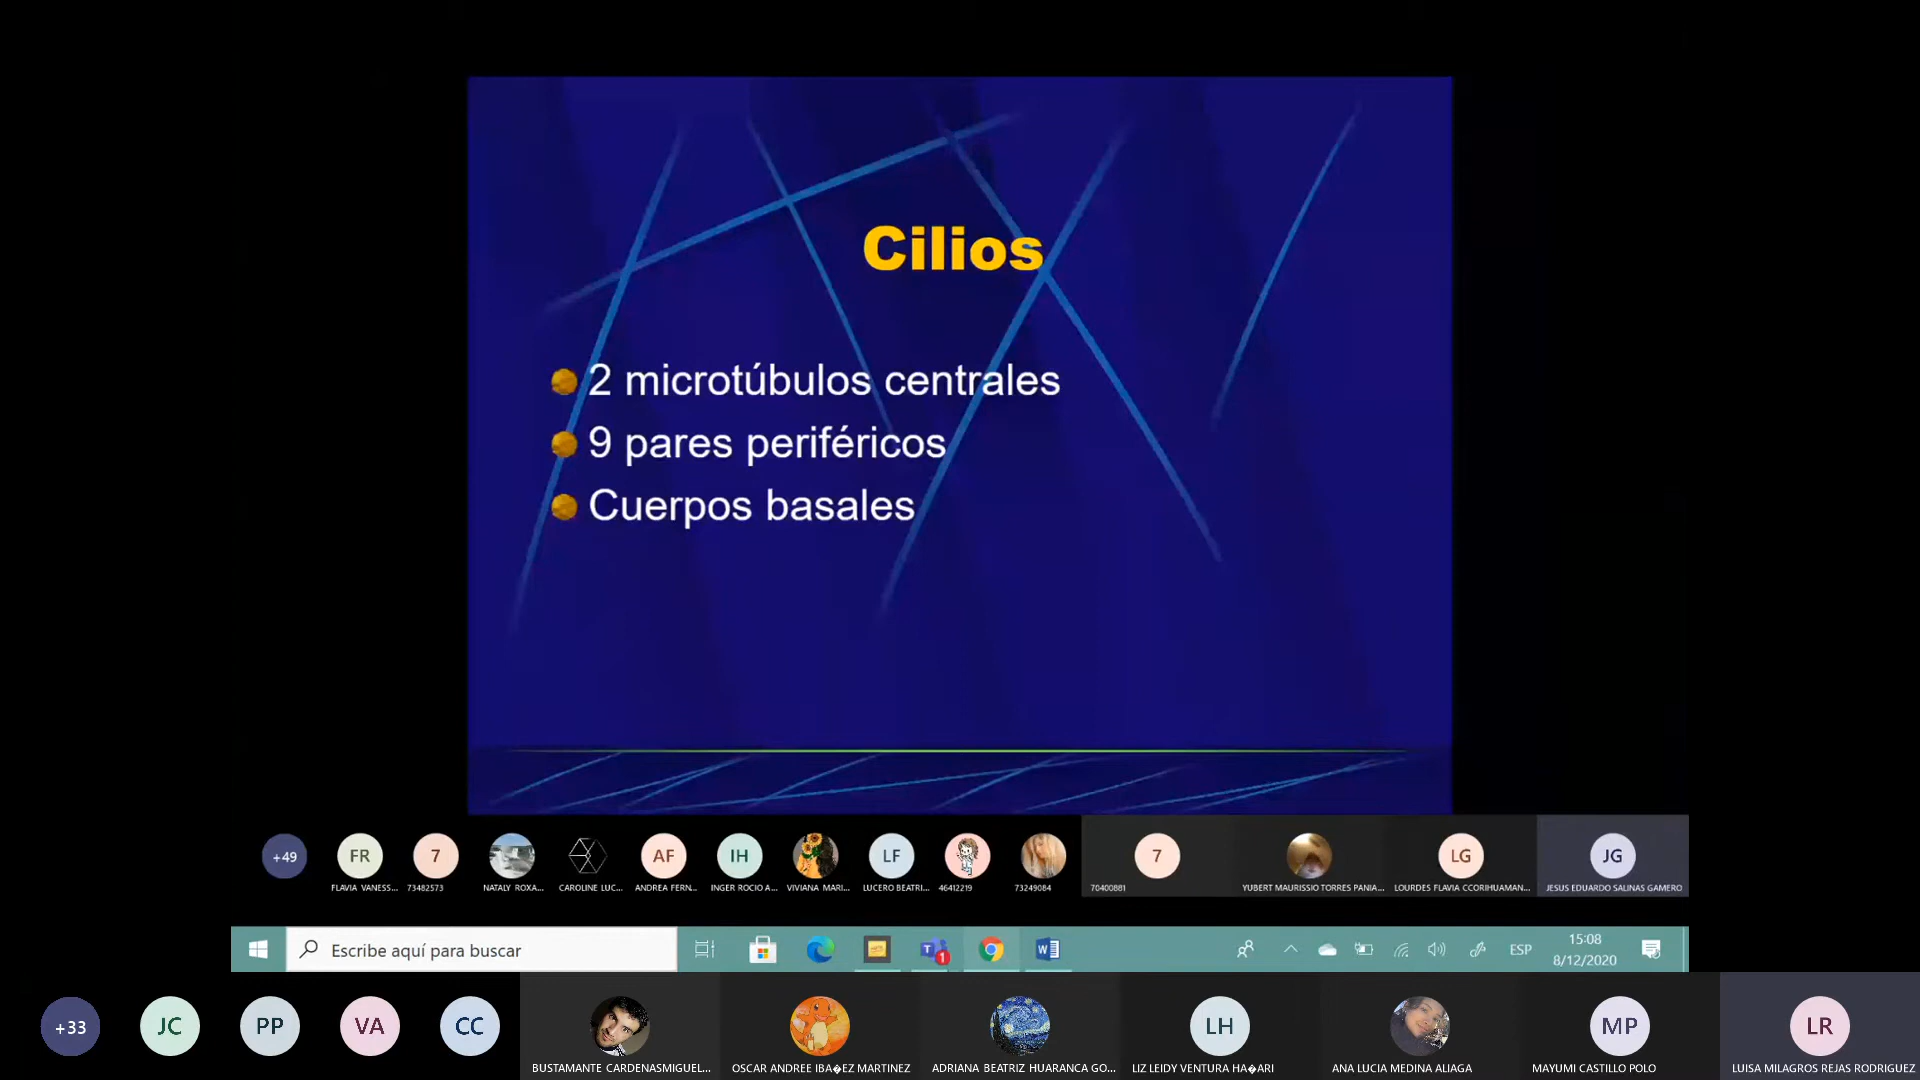 Cilios
2 microtúbulos centrales
9 pares periféricos
Cuerpos basales
+49
FR
7
AF
IH
LF
7
LG
JG
FLAVIA VANESS...
73482573
NATALY ROXA...
CAROLINE LUC...
ANDREA FERN...
INGER ROCIO A...
VIVIANA MARI...
LUCERO BEATRI...
46412219
73249084
70400881
YUBERT MAURISSIO TORRES PANIA...
LOURDES FLAVIA CCORIHUAMAN...
JESUS EDUARDO SALINAS GAMERO
Escribe aquí para buscar
1
ESP
15:08
8/12/2020
+33
JC
PP
VA
CC
LH
MP
LR
BUSTAMANTE CARDENASMIGUEL...
OSCAR ANDREE IBA�EZ MARTINEZ
ADRIANA BEATRIZ HUARANCA GO...
LIZ LEIDY VENTURA HA�ARI
ANA LUCIA MEDINA ALIAGA
MAYUMI CASTILLO POLO
LUISA MILAGROS REJAS RODRIGUEZ